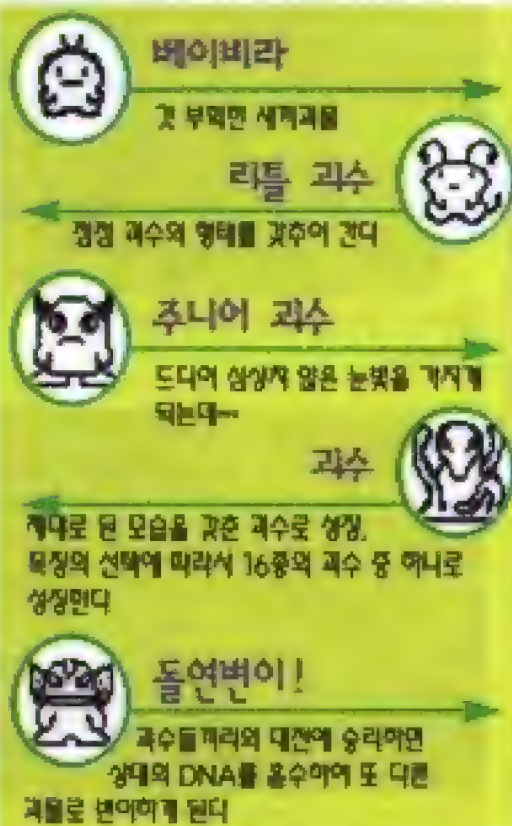 베이비라
갓 부화한 새끼괴물
리틀 괴수
점점 괴수의 형태를 갖추어 간다
주니어 괴수
드디어 심상치 않은 눈빛을 가지게
되는데…
괴수
제대로 된 모습을 갖춘 괴수로 성장.
특징의 선택에 따라서 16종의 괴수 중 하나로
성장한다
돌연변이!
괴수들끼리의 대전에 승리하면
상대의 DNA를 흡수하여 또 다른
괴물로 변이하게 된다